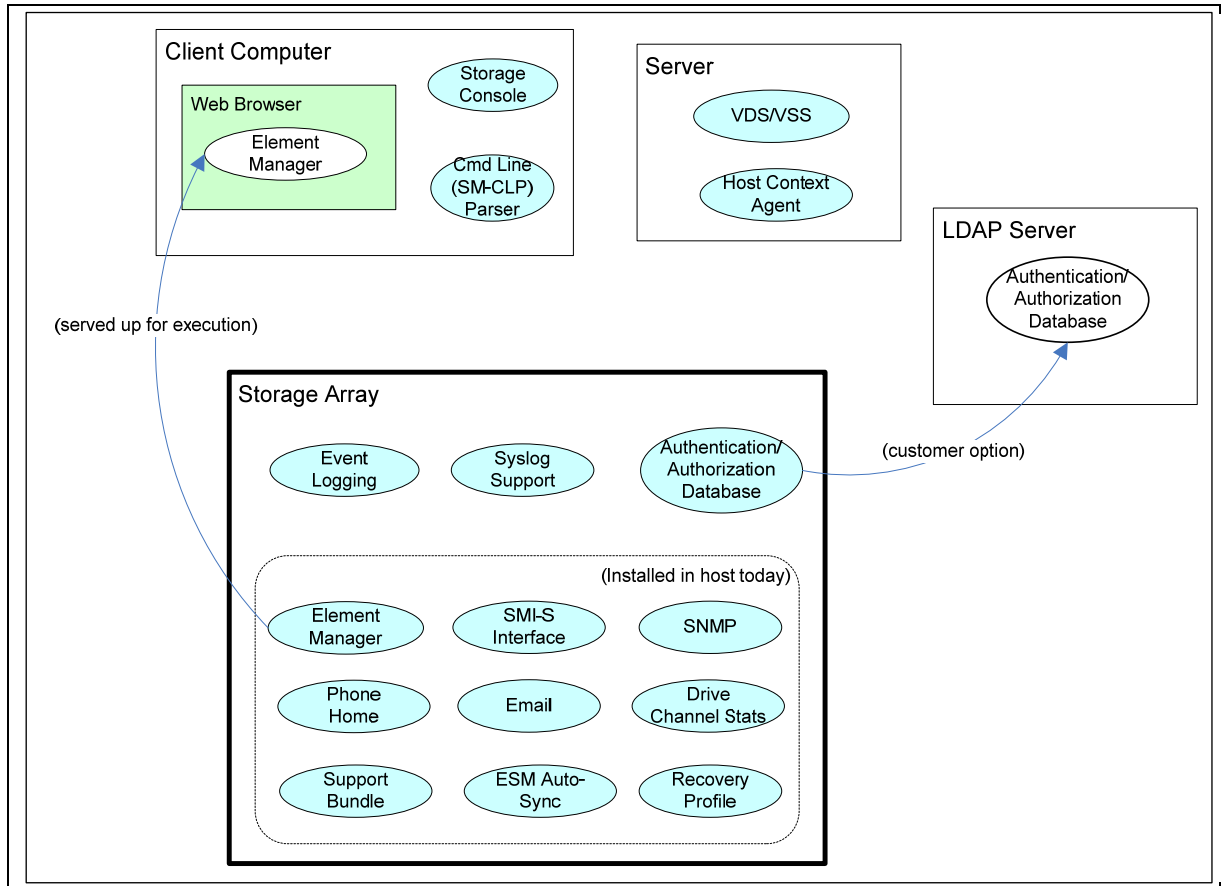 Client Computer
Web Browser
Element
Manager
Storage
Console
Cmd Line
(SM-CLP)
Parser
Server
VDS/VSS
Host Context
Agent
LDAP Server
Authentication/
Authorization
Database
(served up for execution)
(customer option)
Storage Array
Event
Logging
Syslog
Support
Authentication/
Authorization
Database
(Installed in host today)
Element
Manager
SMI-S
Interface
SNMP
Phone
Home
Email
Drive
Channel Stats
Support
Bundle
ESM Auto-
Sync
Recovery
Profile